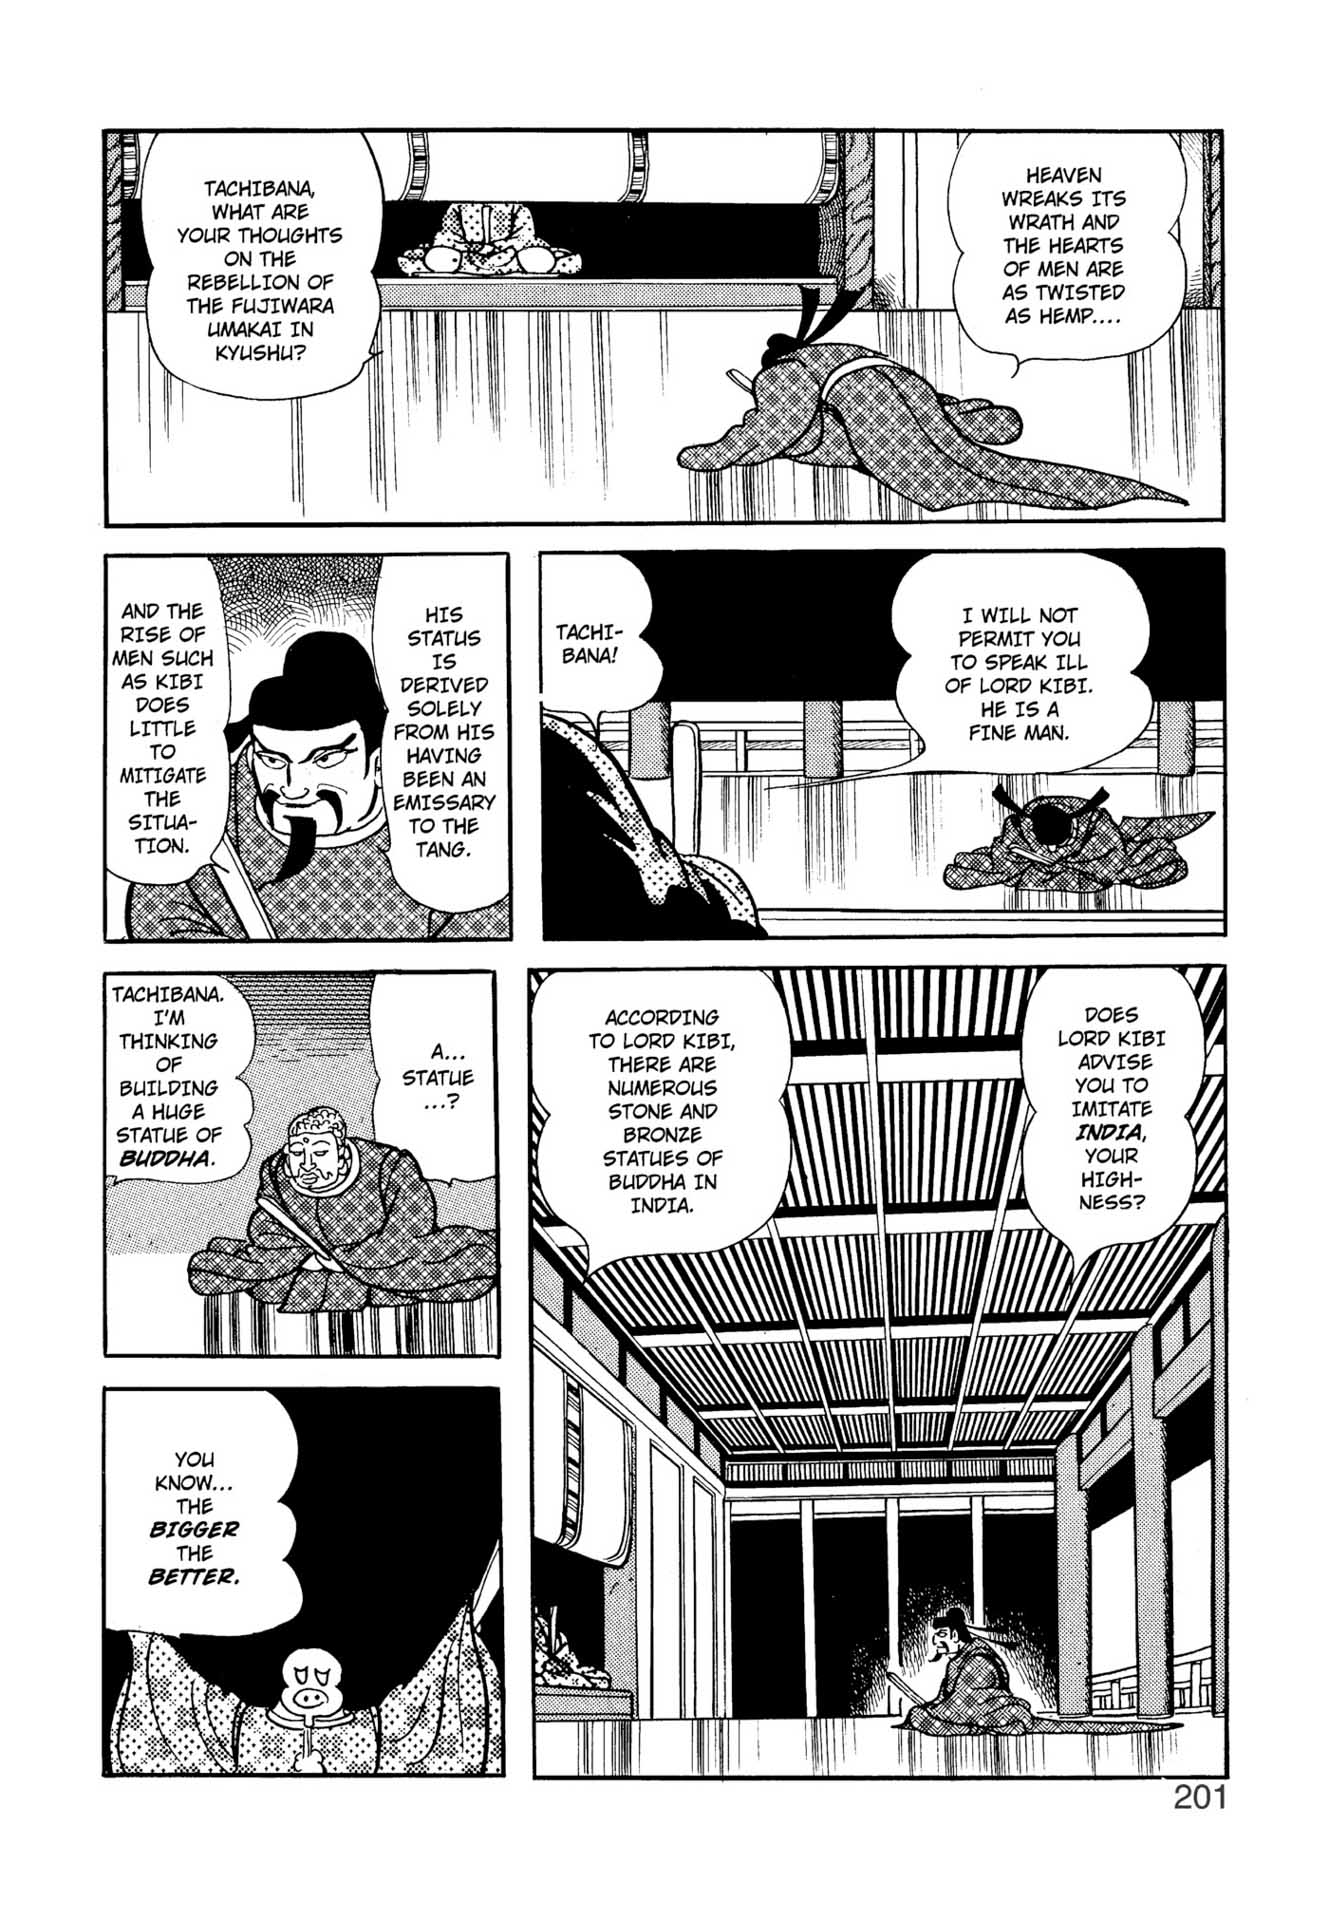 TACHIBANA,
WHAT ARE
YOUR THOUGHTS
ON THE
REBELLION OF
THE FUJIWARA
UMAKAI IN
KYUSHU?
HEAVEN
WREAKS ITS
WRATH AND
THE HEARTS
OF MEN ARE
AS TWISTED
AS HEMP....
AND THE
RISE OF
MEN SUCH
AS KIBI
DOES
LITTLE
TO
MITIGATE
THE
SITUA-
TION.
HIS
STATUS
IS
DERIVED
SOLELY
FROM HIS
HAVING
BEEN AN
EMISSARY
TO THE
TANG.
TACHI-
BANA!
I WILL NOT
PERMIT YOU
TO SPEAK ILL
OF LORD KIBI.
HE IS A
FINE MAN.
TACHIBANA.
I'M
THINKING
OF
BUILDING
A HUGE
STATUE OF
BUDDHA.
A...
STATUE
...?
YOU
KNOW...
THE
BIGGER
THE
BETTER.
ACCORDING
TO LORD KIBI,
THERE ARE
NUMEROUS
STONE AND
BRONZE
STATUES OF
BUDDHA IN
INDIA.
DOES
LORD KIBI
ADVISE
YOU TO
IMITATE
INDIA,
YOUR
HIGH-
NESS?
201